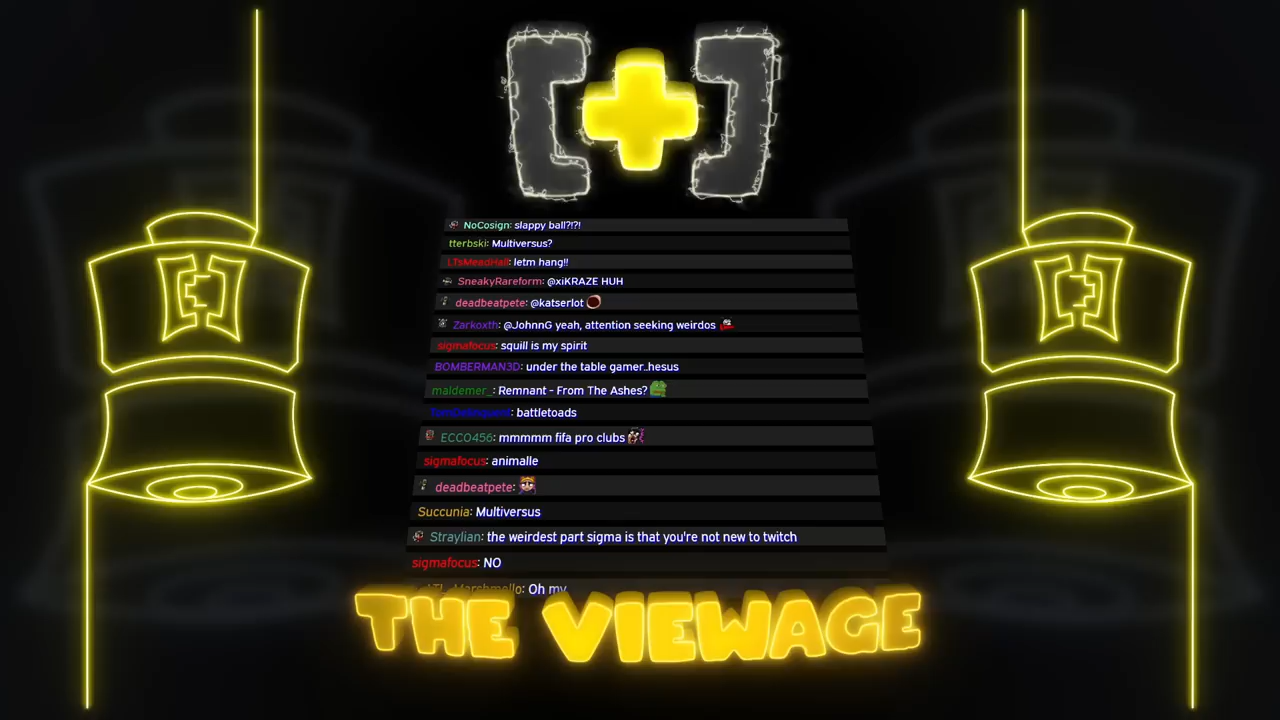 NoCosign: slappy ball?!?!
tterbski: Multiversus?
LTsMeadHall: letm hang!!
SneakyRareform: @xiKRAZE HUH
deadbeatpete: @katserlot
Zarkoxth: @JohnnG yeah, attention seeking weirdos
sigmafocus: squill is my spirit
BOMBERMAN3D: under the table gamer..hesus
maldemer_: Remnant - From The Ashes?
battletoads
ECCO456: mmmmm fifa pro clubs
sigmafocus: animalle
deadbeatpete:
Succunia: Multiversus
Straylian: the weirdest part sigma is that you're not new to twitch
sigmafocus: NO
LTL_Marshmello: Oh my
THE VIEWAGE